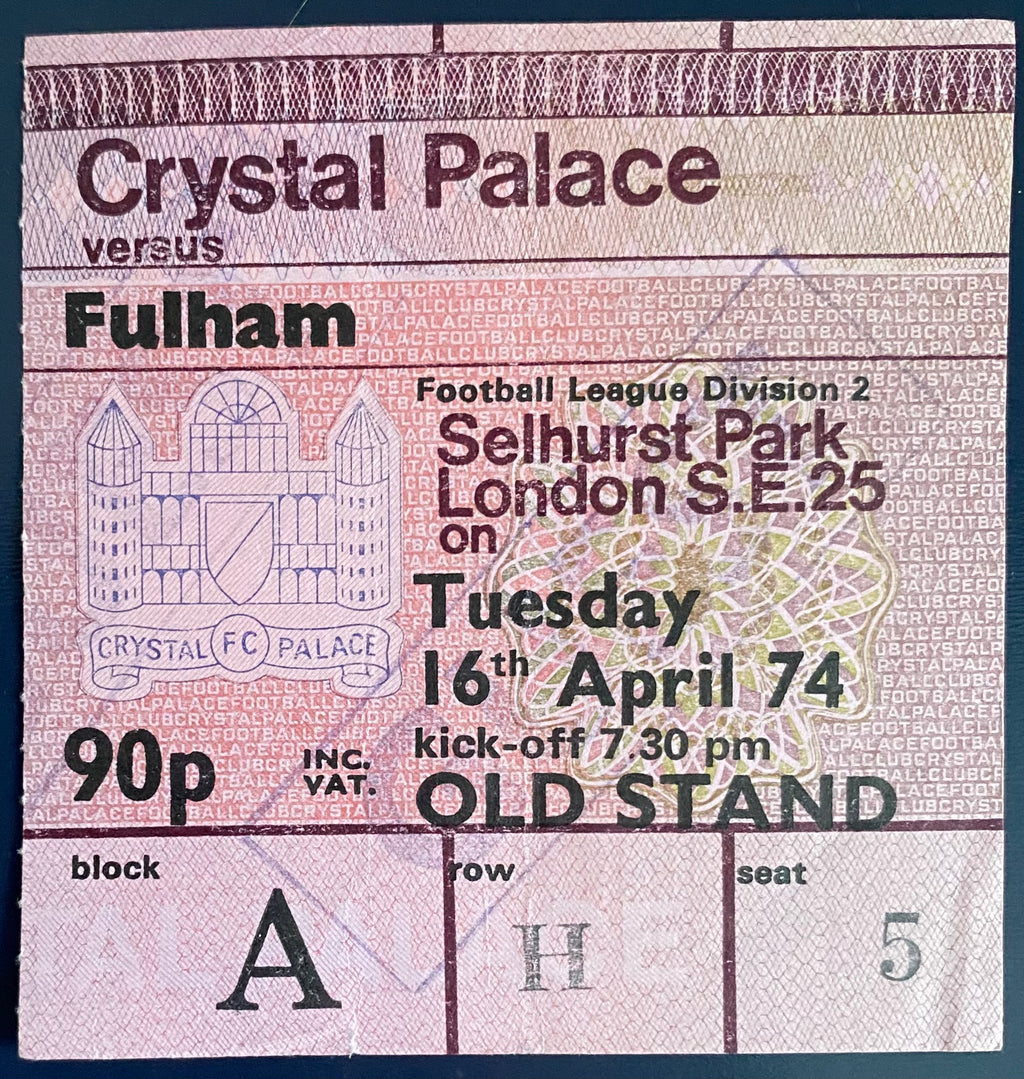 Crystal Palace
versus
Fulham
Football League Division 2
Selhurst Park
London S.E.25
on
Tuesday
16th April 74
kick-off 7.30 pm
OLD STAND
CRYSTAL FC PALACE
90p
INC.
VAT.
block
A
row
H
seat
5